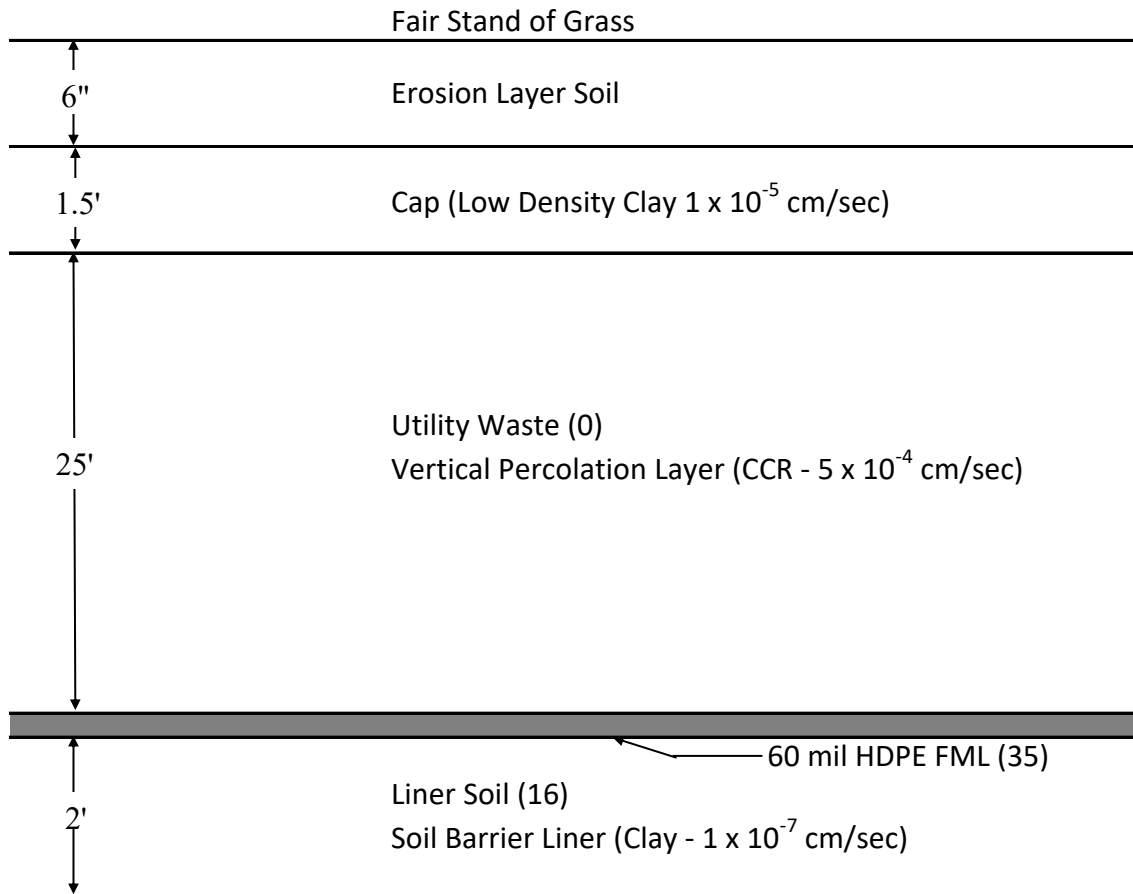 Fair Stand of Grass
6"
Erosion Layer Soil
1.5'
Cap (Low Density Clay 1 x 10⁻⁵ cm/sec)
Utility Waste (0)
25'
Vertical Percolation Layer (CCR - 5 x 10⁻⁴ cm/sec)
60 mil HDPE FML (35)
Liner Soil (16)
2'
Soil Barrier Liner (Clay - 1 x 10⁻⁷ cm/sec)